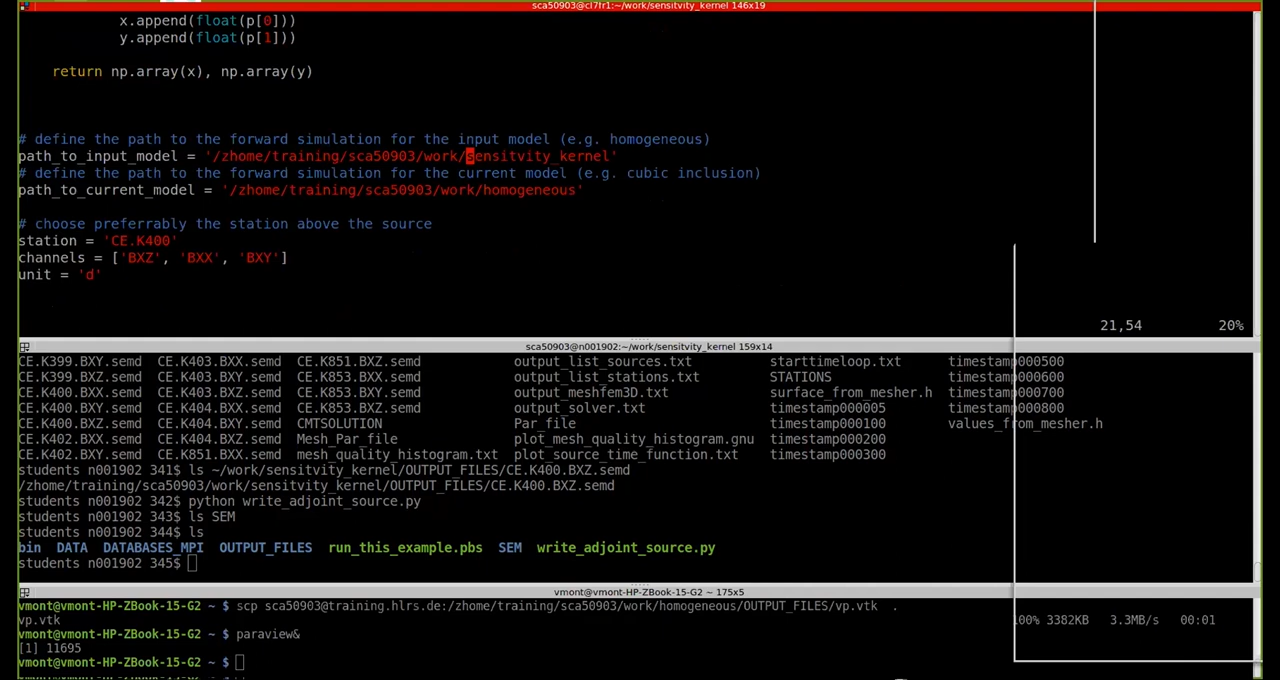 sca50903@cl7fr1:~/work/sensitvity_kernel 146x19
x.append(float(p[0]))
y.append(float(p[1]))
return np.array(x), np.array(y)
# define the path to the forward simulation for the input model (e.g. homogeneous)
path_to_input_model = '/zhome/training/sca50903/work/sensitvity_kernel'
# define the path to the forward simulation for the current model (e.g. cubic inclusion)
path_to_current_model = '/zhome/training/sca50903/work/homogeneous'
# choose preferrably the station above the source
station = 'CE.K400'
channels = ['BXZ', 'BXX', 'BXY']
unit = 'd'
21,54 20%
sca50903@n001902:~/work/sensitvity_kernel 159x14
CE.K399.BXY.semd CE.K403.BXX.semd CE.K851.BXZ.semd output_list_sources.txt starttimeloop.txt timestamp000500
CE.K399.BXZ.semd CE.K403.BXY.semd CE.K853.BXX.semd output_list_stations.txt STATIONS timestamp000600
CE.K400.BXX.semd CE.K403.BXZ.semd CE.K853.BXY.semd output_meshfem3D.txt surface_from_mesher.h timestamp000700
CE.K400.BXY.semd CE.K404.BXX.semd CE.K853.BXZ.semd output_solver.txt timestamp000005 timestamp000800
CE.K400.BXZ.semd CE.K404.BXY.semd CMTSOLUTION Par_file timestamp000100 values_from_mesher.h
CE.K402.BXX.semd CE.K404.BXZ.semd Mesh_Par_file plot_mesh_quality_histogram.gnu timestamp000200
CE.K402.BXY.semd CE.K851.BXX.semd mesh_quality_histogram.txt plot_source_time_function.txt timestamp000300
students n001902 341$ ls ~/work/sensitvity_kernel/OUTPUT_FILES/CE.K400.BXZ.semd
/zhome/training/sca50903/work/sensitvity_kernel/OUTPUT_FILES/CE.K400.BXZ.semd
students n001902 342$ python write_adjoint_source.py
students n001902 343$ ls SEM
students n001902 344$ ls
bin DATA DATABASES_MPI OUTPUT_FILES run_this_example.pbs SEM write_adjoint_source.py
students n001902 345$
vmont@vmont-HP-ZBook-15-G2 ~ 175x5
vmont@vmont-HP-ZBook-15-G2 ~ $ scp sca50903@training.hlrs.de:/zhome/training/sca50903/work/homogeneous/OUTPUT_FILES/vp.vtk .
vp.vtk 100% 3382KB 3.3MB/s 00:01
vmont@vmont-HP-ZBook-15-G2 ~ $ paraview&
[1] 11695
vmont@vmont-HP-ZBook-15-G2 ~ $